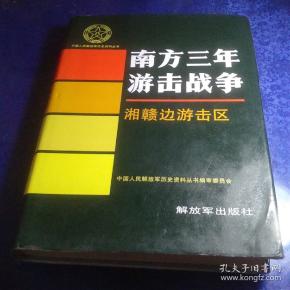 中国人民解放军历史资料丛书
南方三年
游击战争
湘赣边游击区
中国人民解放军历史资料丛书编审委员会
解放军出版社
孔夫子旧书网